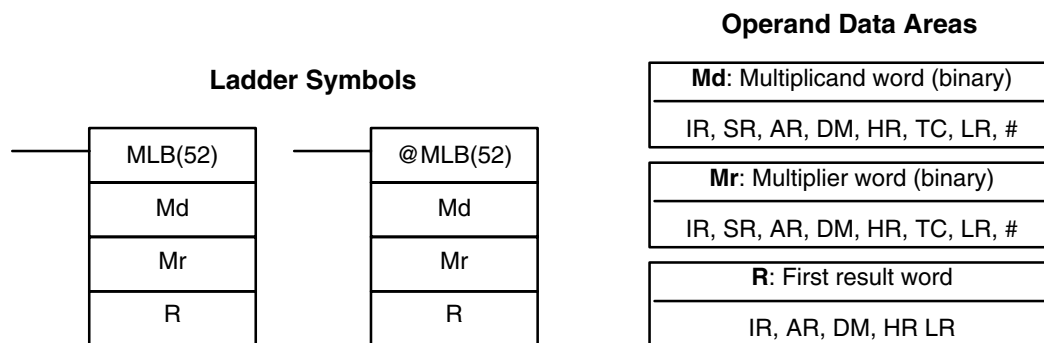 Operand Data Areas
Ladder Symbols
MLB(52)
Md
Mr
R
@MLB(52)
Md
Mr
R
Md: Multiplicand word (binary)
IR, SR, AR, DM, HR, TC, LR, #
Mr: Multiplier word (binary)
IR, SR, AR, DM, HR, TC, LR, #
R: First result word
IR, AR, DM, HR LR